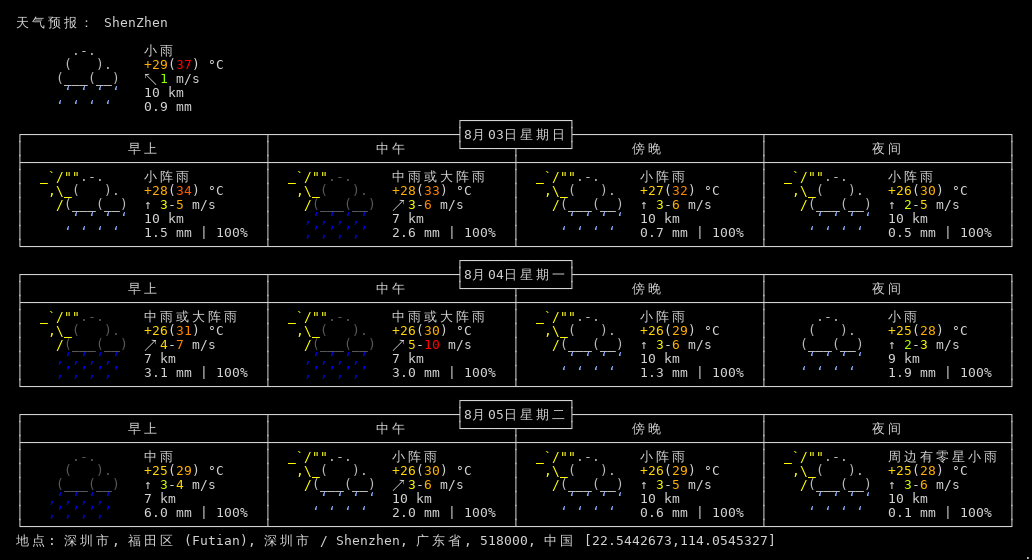 天气预报： ShenZhen
小雨
+29(37) °C
↖ 1 m/s
10 km
0.9 mm
8月03日星期日
早上 中午 傍晚 夜间
小阵雨 中雨或大阵雨 小阵雨 小阵雨
+28(34) °C +28(33) °C +27(32) °C +26(30) °C
↑ 3-5 m/s ↗ 3-6 m/s ↑ 3-6 m/s ↑ 2-5 m/s
10 km 7 km 10 km 10 km
1.5 mm | 100% 2.6 mm | 100% 0.7 mm | 100% 0.5 mm | 100%
8月04日星期一
早上 中午 傍晚 夜间
中雨或大阵雨 中雨或大阵雨 小阵雨 小雨
+26(31) °C +26(30) °C +26(29) °C +25(28) °C
↗ 4-7 m/s ↗ 5-10 m/s ↑ 3-6 m/s ↑ 2-3 m/s
7 km 7 km 10 km 9 km
3.1 mm | 100% 3.0 mm | 100% 1.3 mm | 100% 1.9 mm | 100%
8月05日星期二
早上 中午 傍晚 夜间
中雨 小阵雨 小阵雨 周边有零星小雨
+25(29) °C +26(30) °C +26(29) °C +25(28) °C
↑ 3-4 m/s ↑ 3-6 m/s ↑ 3-5 m/s ↑ 3-6 m/s
7 km 10 km 10 km 10 km
6.0 mm | 100% 2.0 mm | 100% 0.6 mm | 100% 0.1 mm | 100%
地点: 深圳市, 福田区 (Futian), 深圳市 / Shenzhen, 广东省, 518000, 中国 [22.5442673,114.0545327]